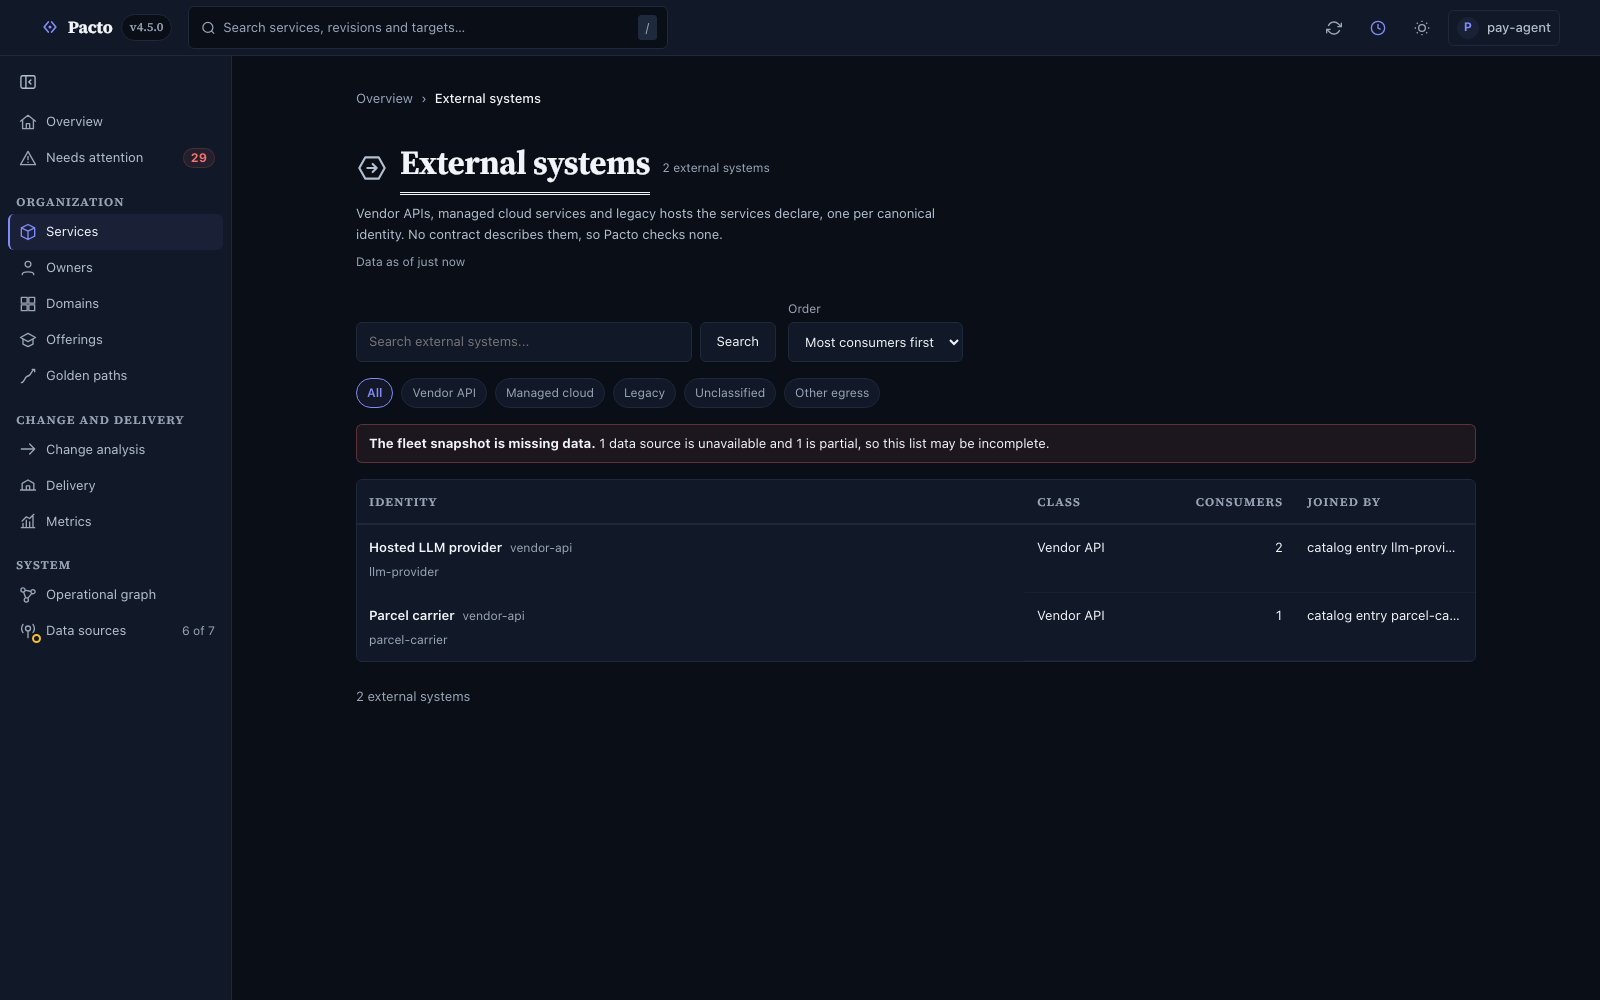 Pacto
v4.5.0
Search services, revisions and targets...
/
P
pay-agent
Overview
Needs attention
29
ORGANIZATION
Services
Owners
Domains
Offerings
Golden paths
CHANGE AND DELIVERY
Change analysis
Delivery
Metrics
SYSTEM
Operational graph
Data sources
6 of 7
Overview › External systems
External systems
2 external systems
Vendor APIs, managed cloud services and legacy hosts the services declare, one per canonical
identity. No contract describes them, so Pacto checks none.
Data as of just now
Order
Search external systems...
Search
Most consumers first
All
Vendor API
Managed cloud
Legacy
Unclassified
Other egress
The fleet snapshot is missing data. 1 data source is unavailable and 1 is partial, so this list may be incomplete.
IDENTITY
CLASS
CONSUMERS
JOINED BY
Hosted LLM provider vendor-api
Vendor API
2
catalog entry llm-provi...
llm-provider
Parcel carrier vendor-api
Vendor API
1
catalog entry parcel-ca...
parcel-carrier
2 external systems